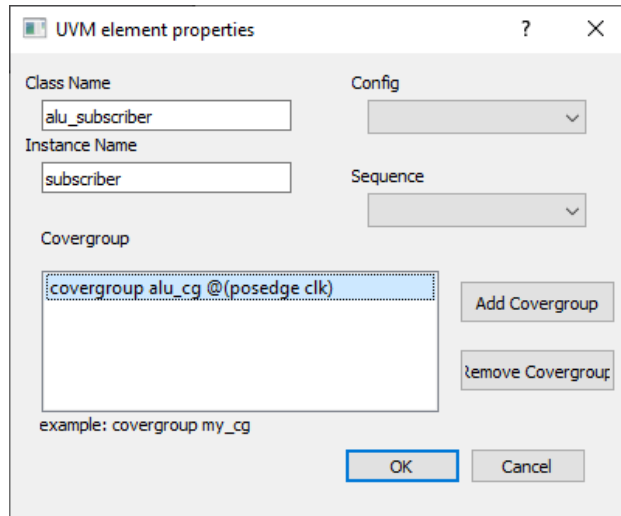 UVM element properties
? ×
Class Name
Config
alu_subscriber
Instance Name
subscriber
Sequence
Covergroup
covergroup alu_cg @(posedge clk)
Add Covergroup
Remove Covergroup
example: covergroup my_cg
OK
Cancel